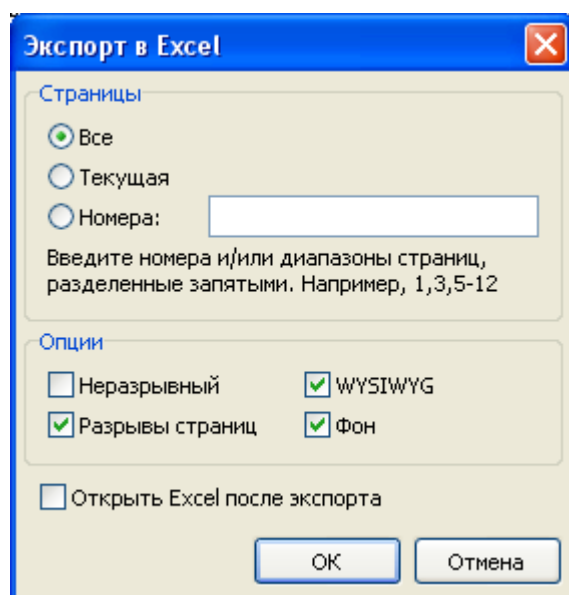 Экспорт в Excel
Страницы
Все
Текущая
Номера:
Введите номера и/или диапазоны страниц,
разделенные запятыми. Например, 1,3,5-12
Опции
Неразрывный WYSIWYG
Разрывы страниц Фон
Открыть Excel после экспорта
ОК Отмена